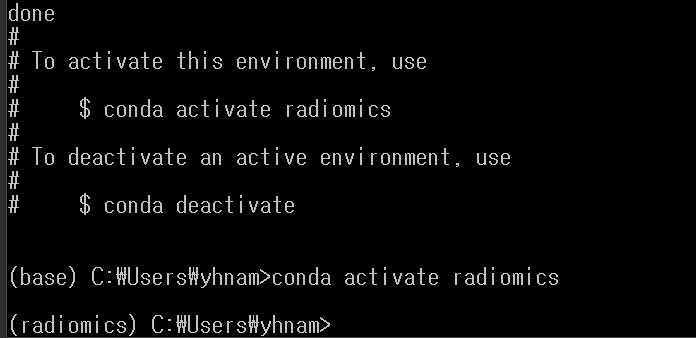 done
#
# To activate this environment, use
#
#     $ conda activate radiomics
#
# To deactivate an active environment, use
#
#     $ conda deactivate
(base) C:₩Users₩yhnam>conda activate radiomics
(radiomics) C:₩Users₩yhnam>